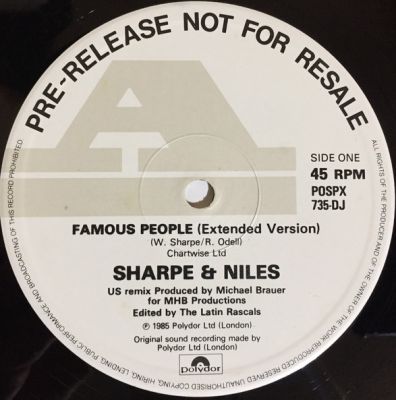 PRE-RELEASE NOT FOR RESALE
A
SIDE ONE
45 RPM
POSPX
735-DJ
FAMOUS PEOPLE (Extended Version)
(W. Sharpe/R. Odell)
Chartwise Ltd
SHARPE & NILES
US remix Produced by Michael Brauer
for MHB Productions
Edited by The Latin Rascals
℗ 1985 Polydor Ltd (London)
Original sound recording made by
Polydor Ltd (London)
polydor
ALL RIGHTS OF THE PRODUCER AND OF THE OWNER OF THE WORK REPRODUCED RESERVED UNAUTHORISED COPYING, HIRING, LENDING, PUBLIC PERFORMANCE AND BROADCASTING OF THIS RECORD PROHIBITED